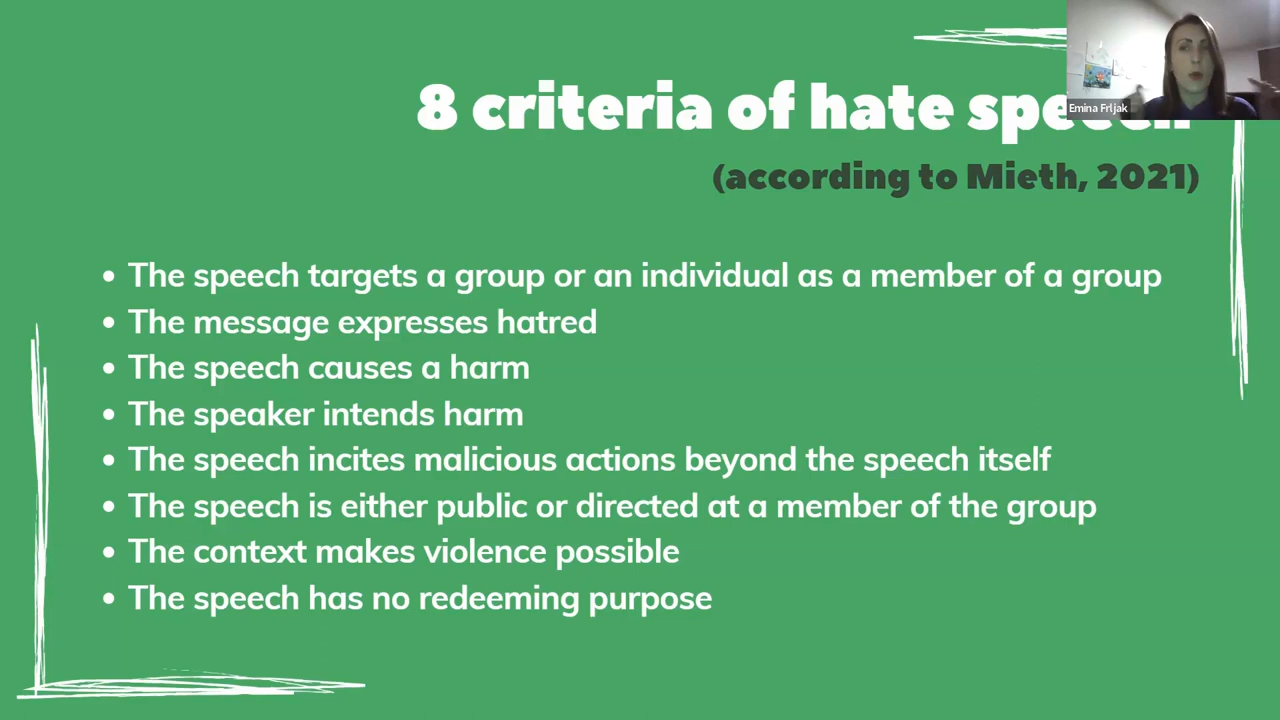 8 criteria of hate speech
Emina Frljak
(according to Mieth, 2021)
• The speech targets a group or an individual as a member of a group
• The message expresses hatred
• The speech causes a harm
• The speaker intends harm
• The speech incites malicious actions beyond the speech itself
• The speech is either public or directed at a member of the group
• The context makes violence possible
• The speech has no redeeming purpose